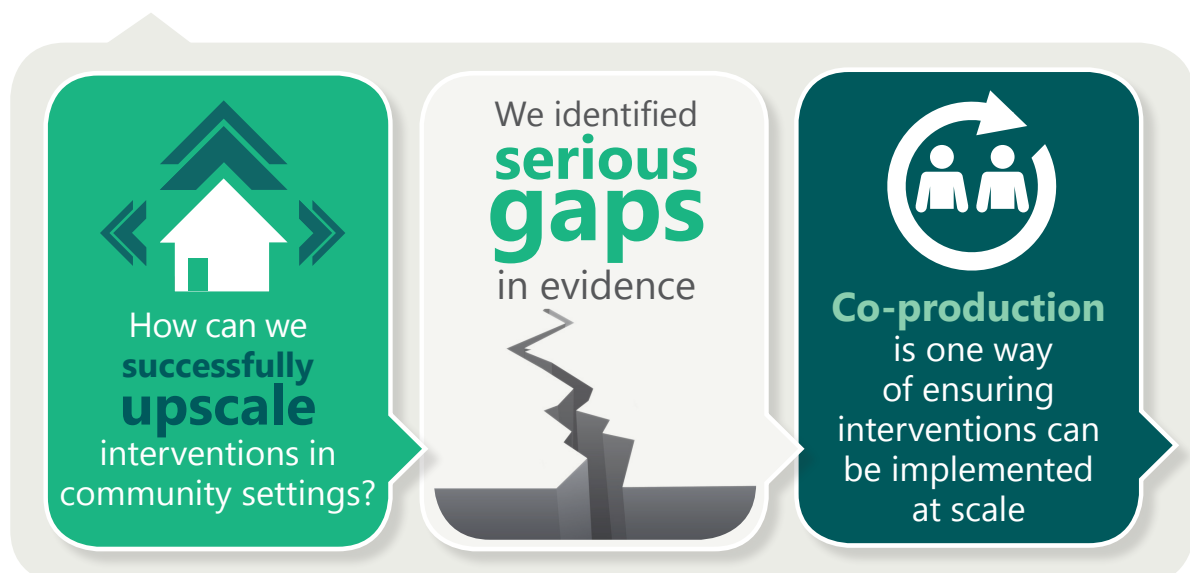 How can we
successfully
upscale
interventions in
community settings?
We identified
serious
gaps
in evidence
Co-production
is one way
of ensuring
interventions can
be implemented
at scale